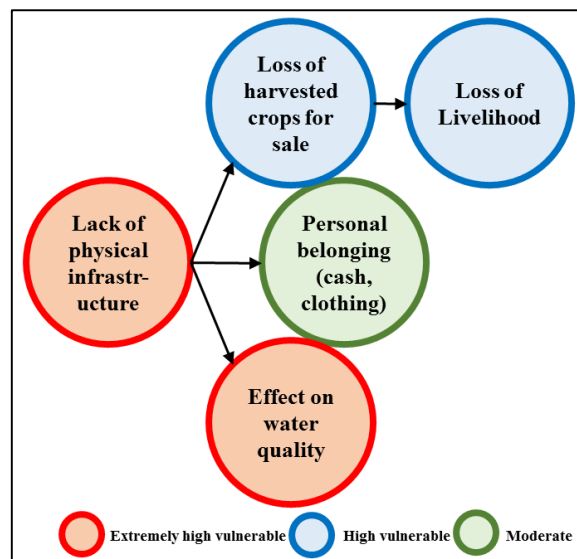 Loss of
harvested
crops for
sale
Loss of
Livelihood
Lack of
physical
infrastr-
ucture
Personal
belonging
(cash,
clothing)
Effect on
water
quality
Extremely high vulnerable
High vulnerable
Moderate